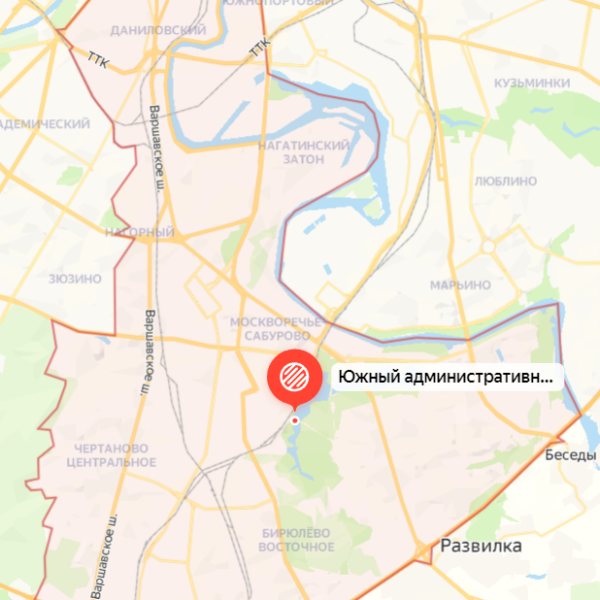 ЮЖНОПОРТОВЫЙ
ДАНИЛОВСКИЙ
ТТК
ТТК
КУЗЬМИНКИ
Варшавское ш.
АДЕМИЧЕСКИЙ
НАГАТИНСКИЙ
ЗАТОН
ЛЮБЛИНО
НАГОРНЫЙ
ЗЮЗИНО
МАРЬИНО
Варшавское ш.
МОСКВОРЕЧЬЕ-
САБУРОВО
Южный административн...
ЧЕРТАНОВО
ЦЕНТРАЛЬНОЕ
Беседы
Варшавское ш.
БИРЮЛЁВО
ВОСТОЧНОЕ
Развилка